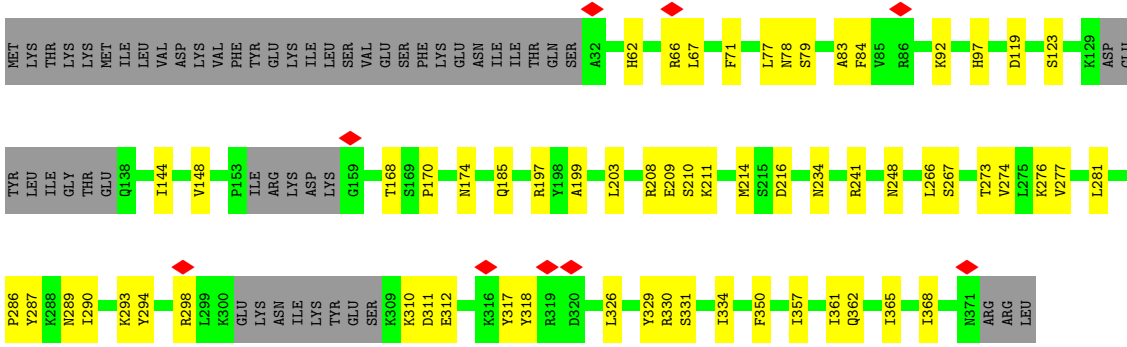 MET LYS THR LYS LYS MET ILE LEU VAL ASP LYS VAL PHE TYR GLU LYS ILE LEU SER VAL GLU SER PHE LYS GLU ASN ILE ILE THR GLN SER A32 H62 R66 L67 F71 L77 N78 S79 A83 F84 V85 R86 K92 H97 D119 S123 K129 ASP
TYR LEU ILE GLY THR GLU Q138 I144 V148 P153 ILE ARG LYS ASP LYS G159 T168 S169 P170 N174 Q185 R197 Y198 A199 L203 R208 E209 S210 K211 M214 S215 D216 N234 R241 N248 L266 S267 T273 V274 L275 K276 V277 L281
P286 Y287 K288 N289 I290 K293 Y294 R298 L299 K300 GLU LYS ASN ILE LYS TYR GLU SER K309 K310 D311 E312 K316 Y317 Y318 R319 D320 L326 Y329 R330 S331 I334 F350 I357 I361 Q362 I365 I368 N371 ARG ARG LEU